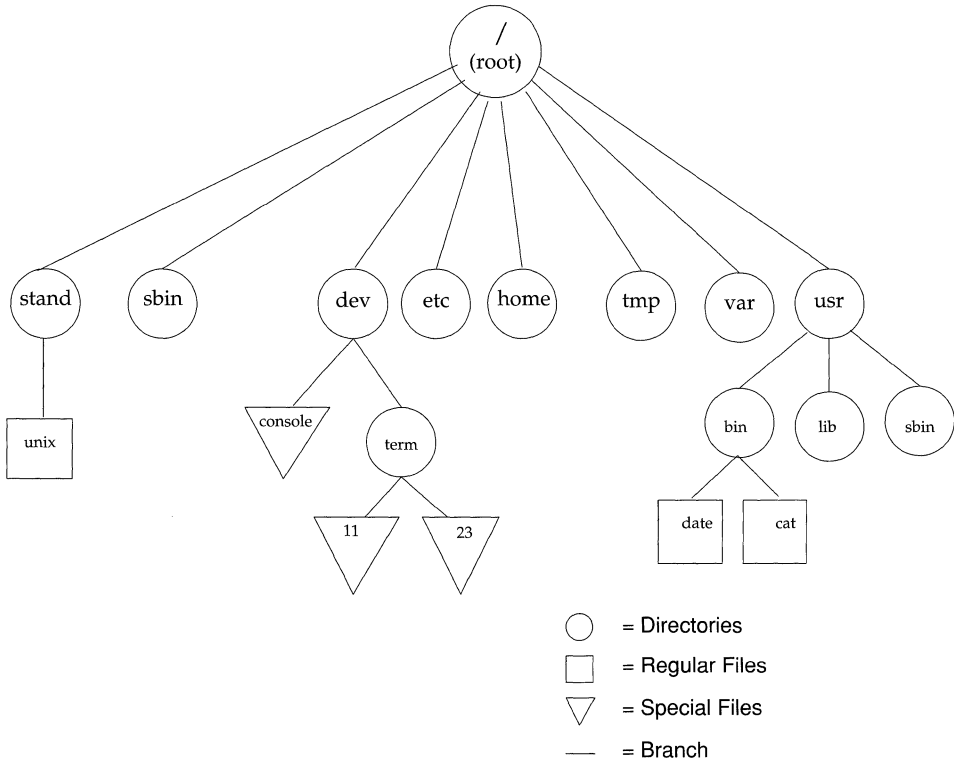 /
(root)
stand
sbin
dev
etc
home
tmp
var
usr
unix
console
term
bin
lib
sbin
11
23
date
cat
= Directories
= Regular Files
= Special Files
= Branch